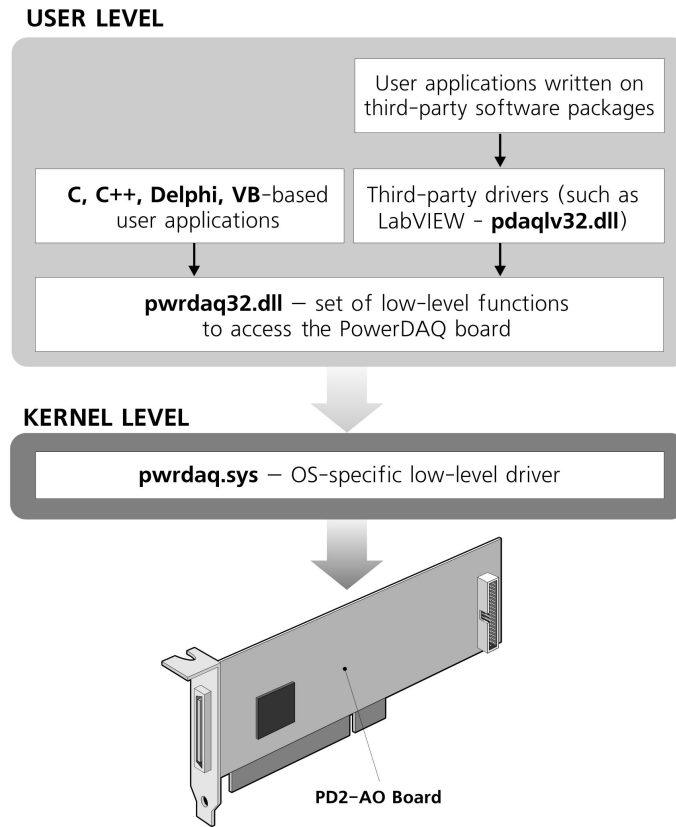 USER LEVEL
User applications written on
third-party software packages
C, C++, Delphi, VB-based
user applications
Third-party drivers (such as
LabVIEW - pdaqlv32.dll)
pwrdaq32.dll – set of low-level functions
to access the PowerDAQ board
KERNEL LEVEL
pwrdaq.sys – OS-specific low-level driver
PD2-AO Board